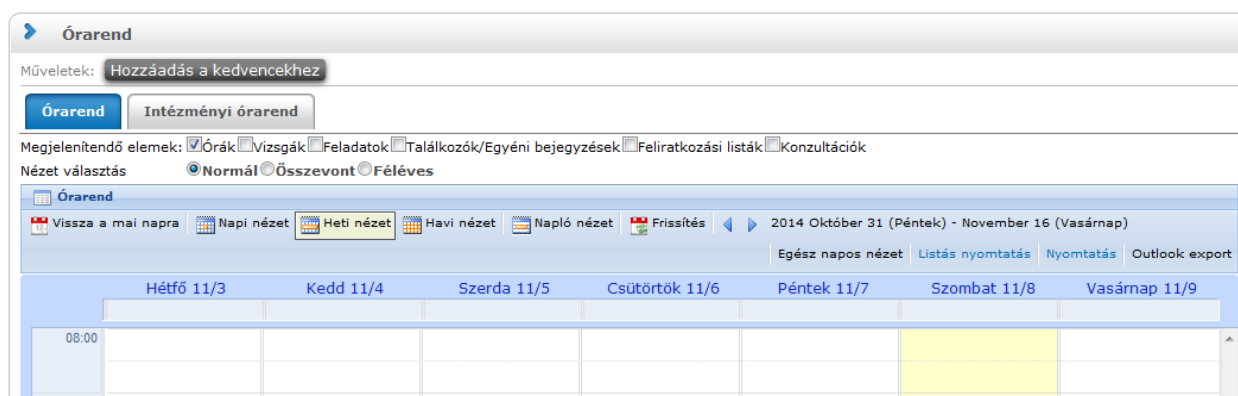 Órarend
Műveletek: Hozzáadás a kedvencekhez
Órarend Intézményi órarend
Megjelenítendő elemek: Órák Vizsgák Feladatok Találkozók/Egyéni bejegyzések Feliratkozási listák Konzultációk
Nézet választás Normál Összevont Féléves
Órarend
Vissza a mai napra Napi nézet Heti nézet Havi nézet Napló nézet Frissítés 2014 Október 31 (Péntek) - November 16 (Vasárnap)
Egész napos nézet Listás nyomtatás Nyomtatás Outlook export
Hétfő 11/3 Kedd 11/4 Szerda 11/5 Csütörtök 11/6 Péntek 11/7 Szombat 11/8 Vasárnap 11/9
08:00